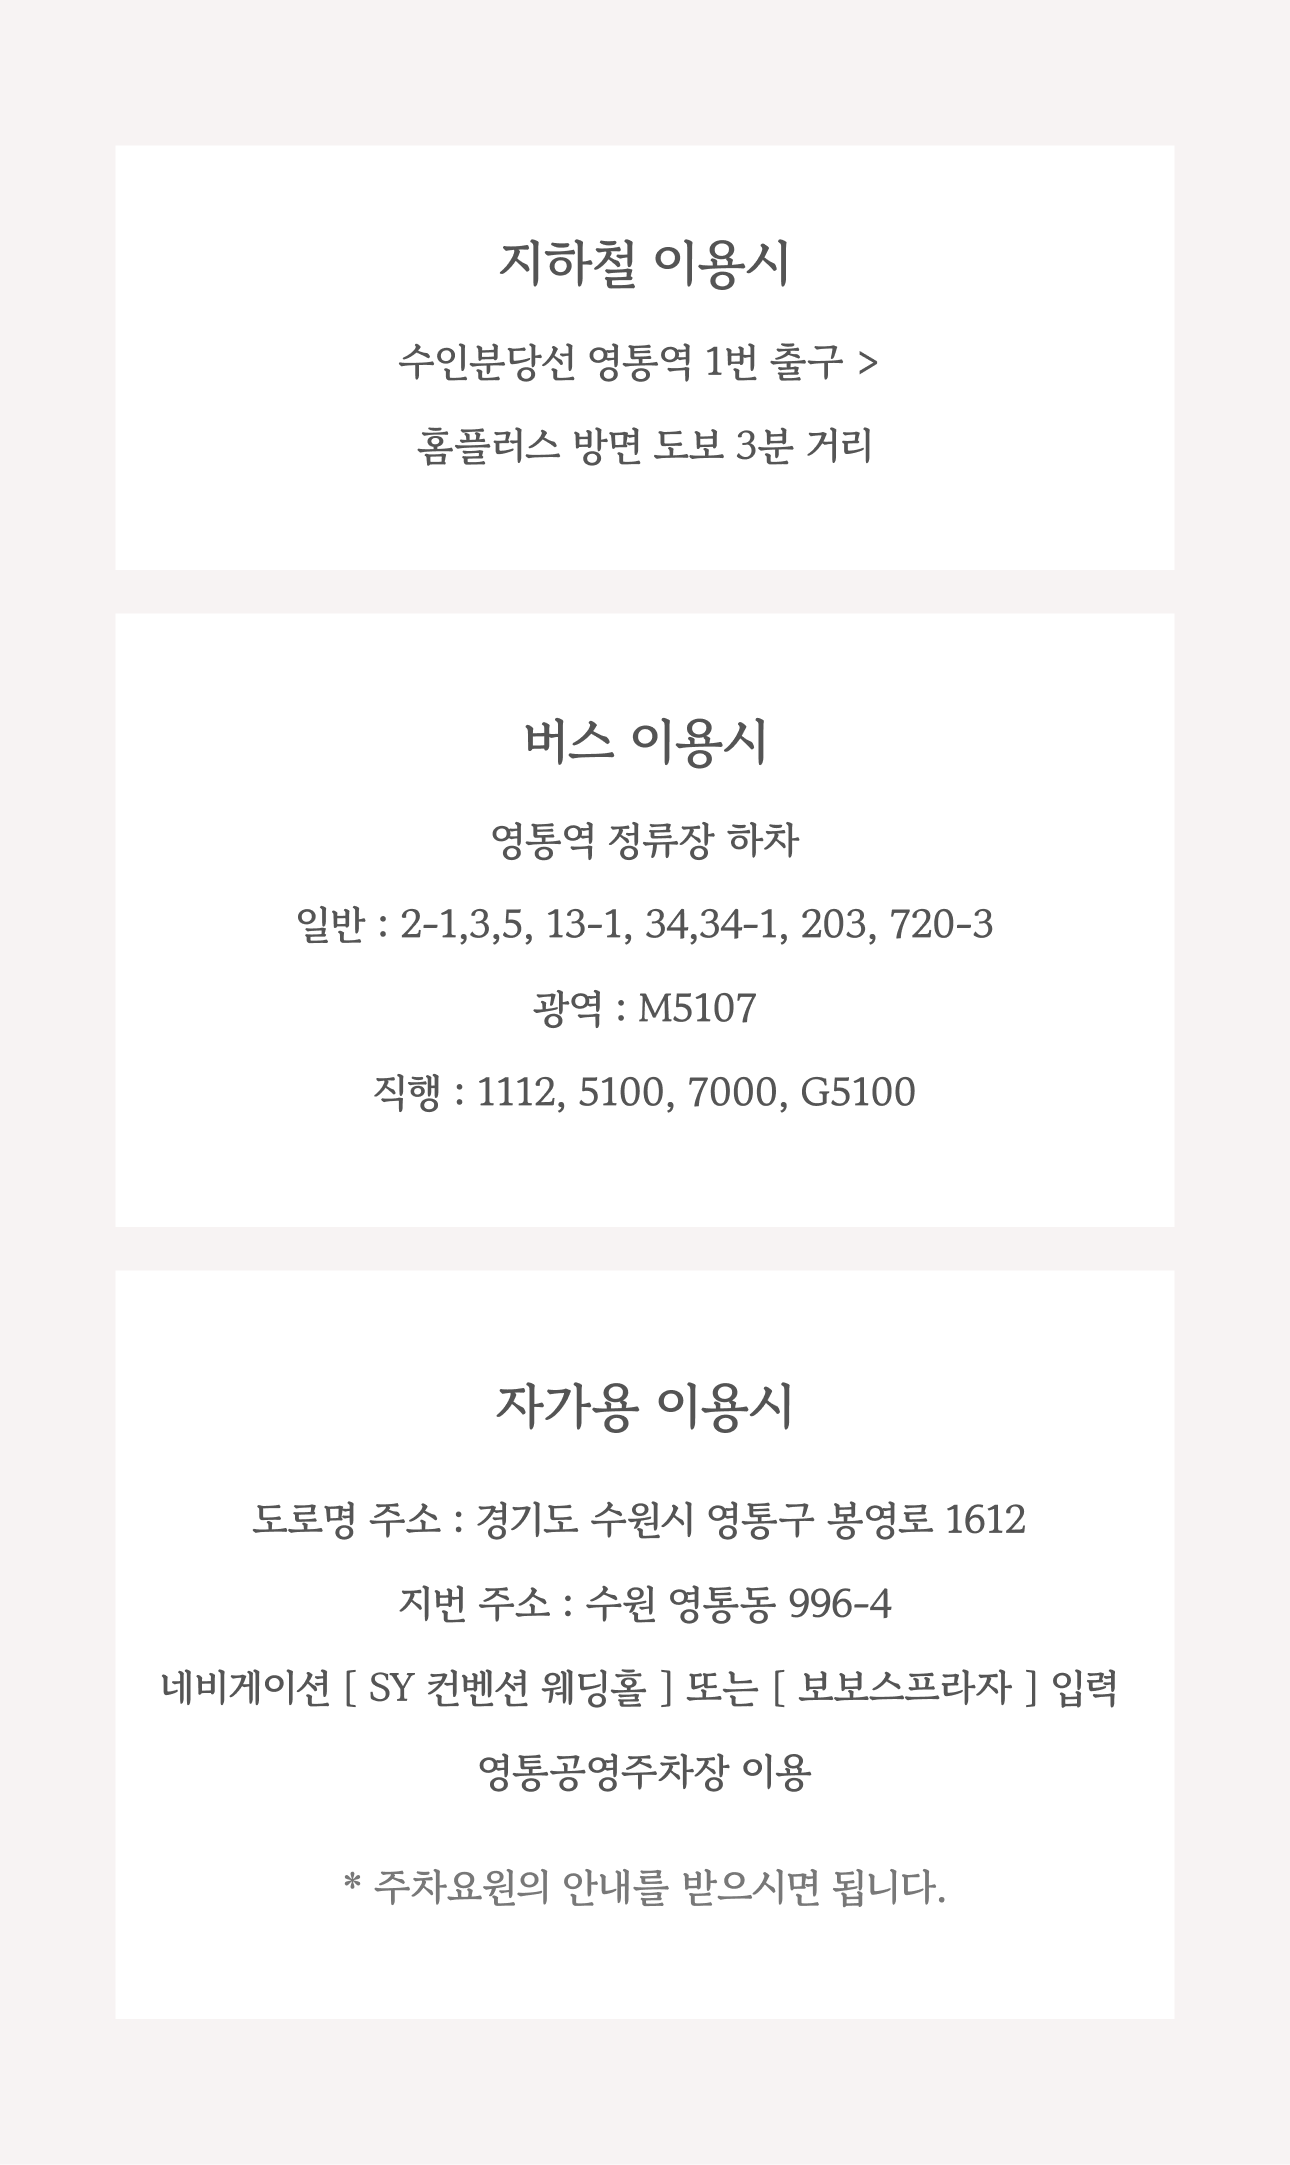 지하철 이용시
수인분당선 영통역 1번 출구 >
홈플러스 방면 도보 3분 거리
버스 이용시
영통역 정류장 하차
일반 : 2-1,3,5, 13-1, 34,34-1, 203, 720-3
광역 : M5107
직행 : 1112, 5100, 7000, G5100
자가용 이용시
도로명 주소 : 경기도 수원시 영통구 봉영로 1612
지번 주소 : 수원 영통동 996-4
네비게이션 [ SY 컨벤션 웨딩홀 ] 또는 [ 보보스프라자 ] 입력
영통공영주차장 이용
* 주차요원의 안내를 받으시면 됩니다.